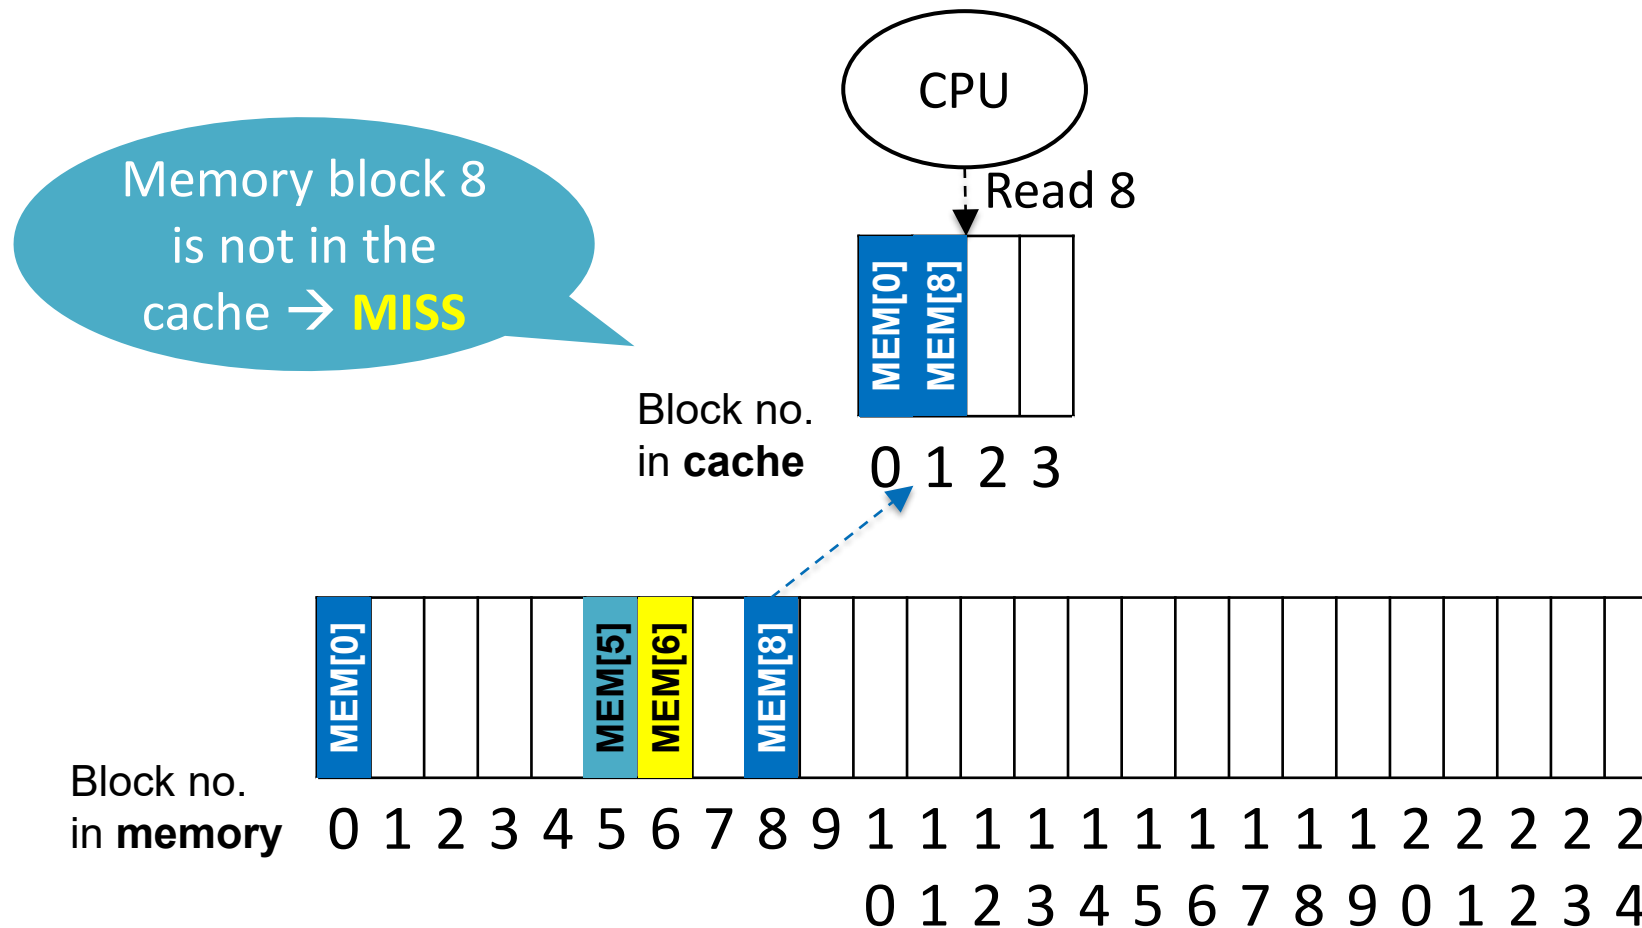 CPU
Read 8
Memory block 8
is not in the
cache → MISS
MEM[0]
MEM[8]
Block no.
in cache
0 1 2 3
MEM[0]
MEM[5]
MEM[6]
MEM[8]
Block no.
in memory
0 1 2 3 4 5 6 7 8 9 1 1 1 1 1 1 1 1 1 1 2 2 2 2 2
0 1 2 3 4 5 6 7 8 9 0 1 2 3 4